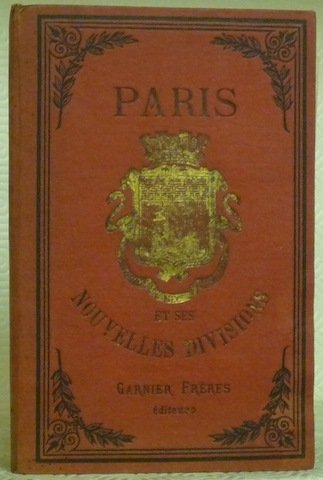 PARIS
ET SES
NOUVELLES DIVISIONS
GARNIER FRÈRES
éditeurs